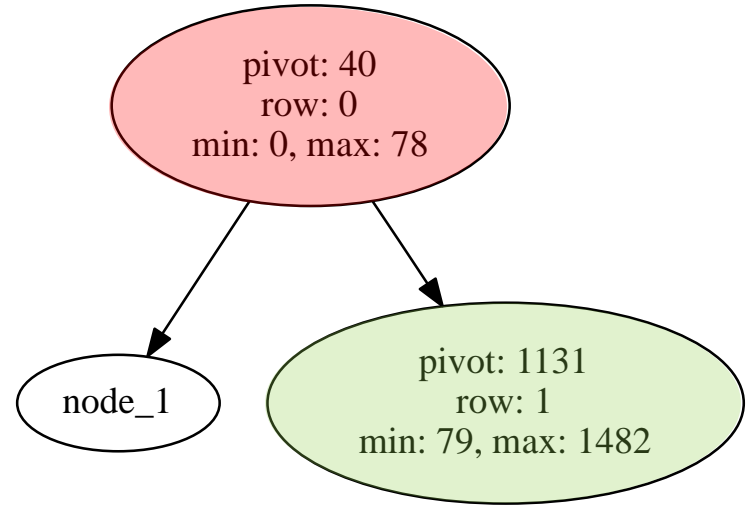 pivot: 40
row: 0
min: 0, max: 78
node_1
pivot: 1131
row: 1
min: 79, max: 1482